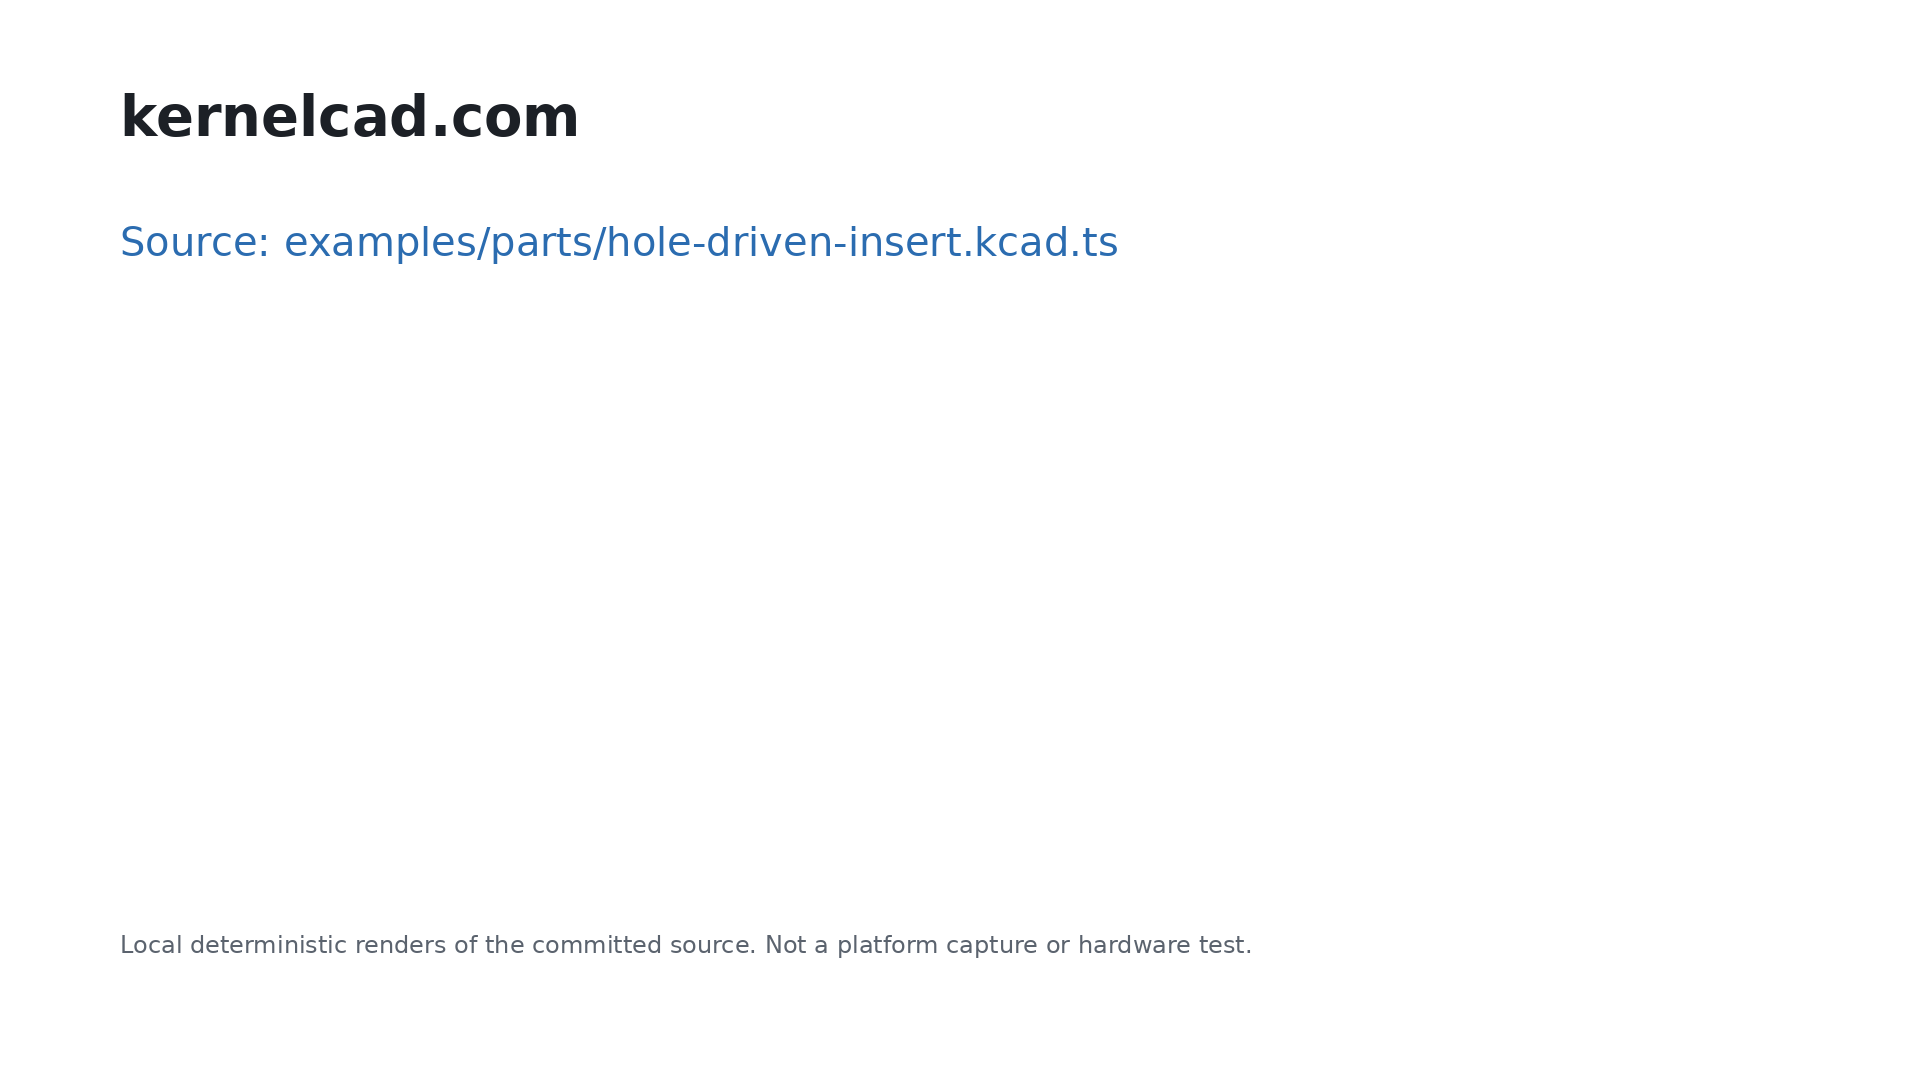 kernelcad.com
Source: examples/parts/hole-driven-insert.kcad.ts
Local deterministic renders of the committed source. Not a platform capture or hardware test.